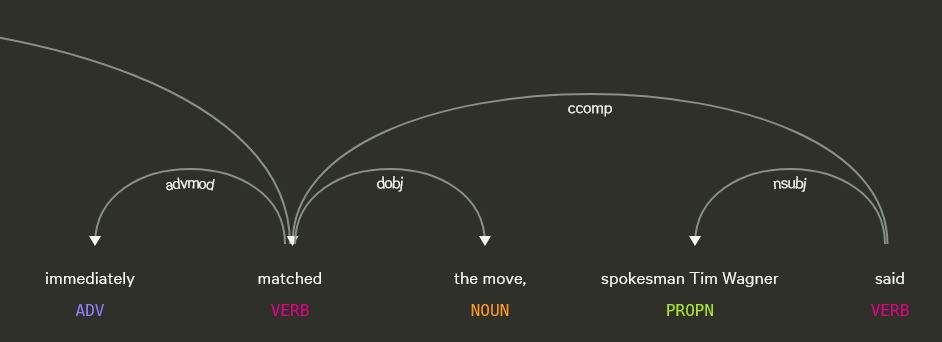 ccomp
advmod dobj nsubj
immediately matched the move, spokesman Tim Wagner said
ADV VERB NOUN PROPN VERB